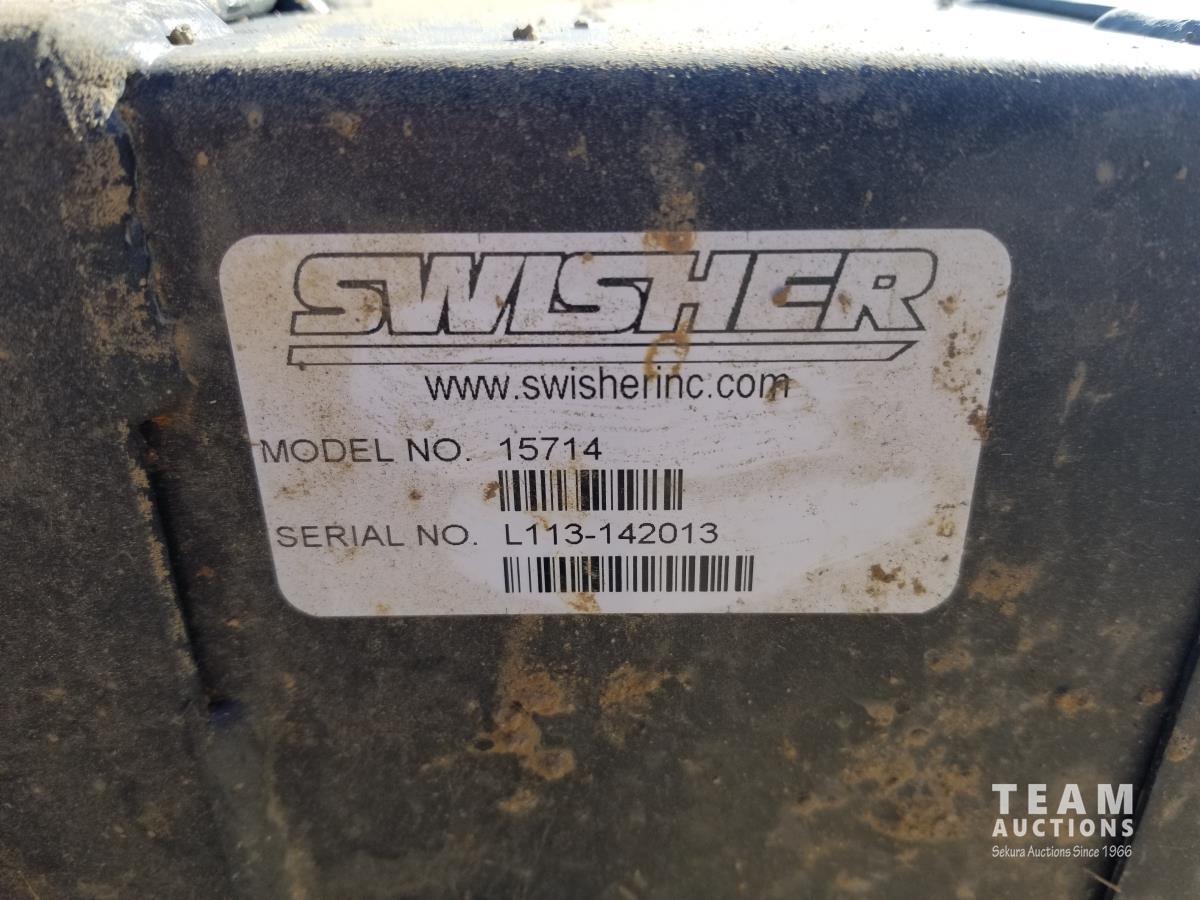 SWISHER
www.swisherinc.com
MODEL NO. 15714
SERIAL NO. L113-142013
TEAM
AUCTIONS
Sekura Auctions Since 1966